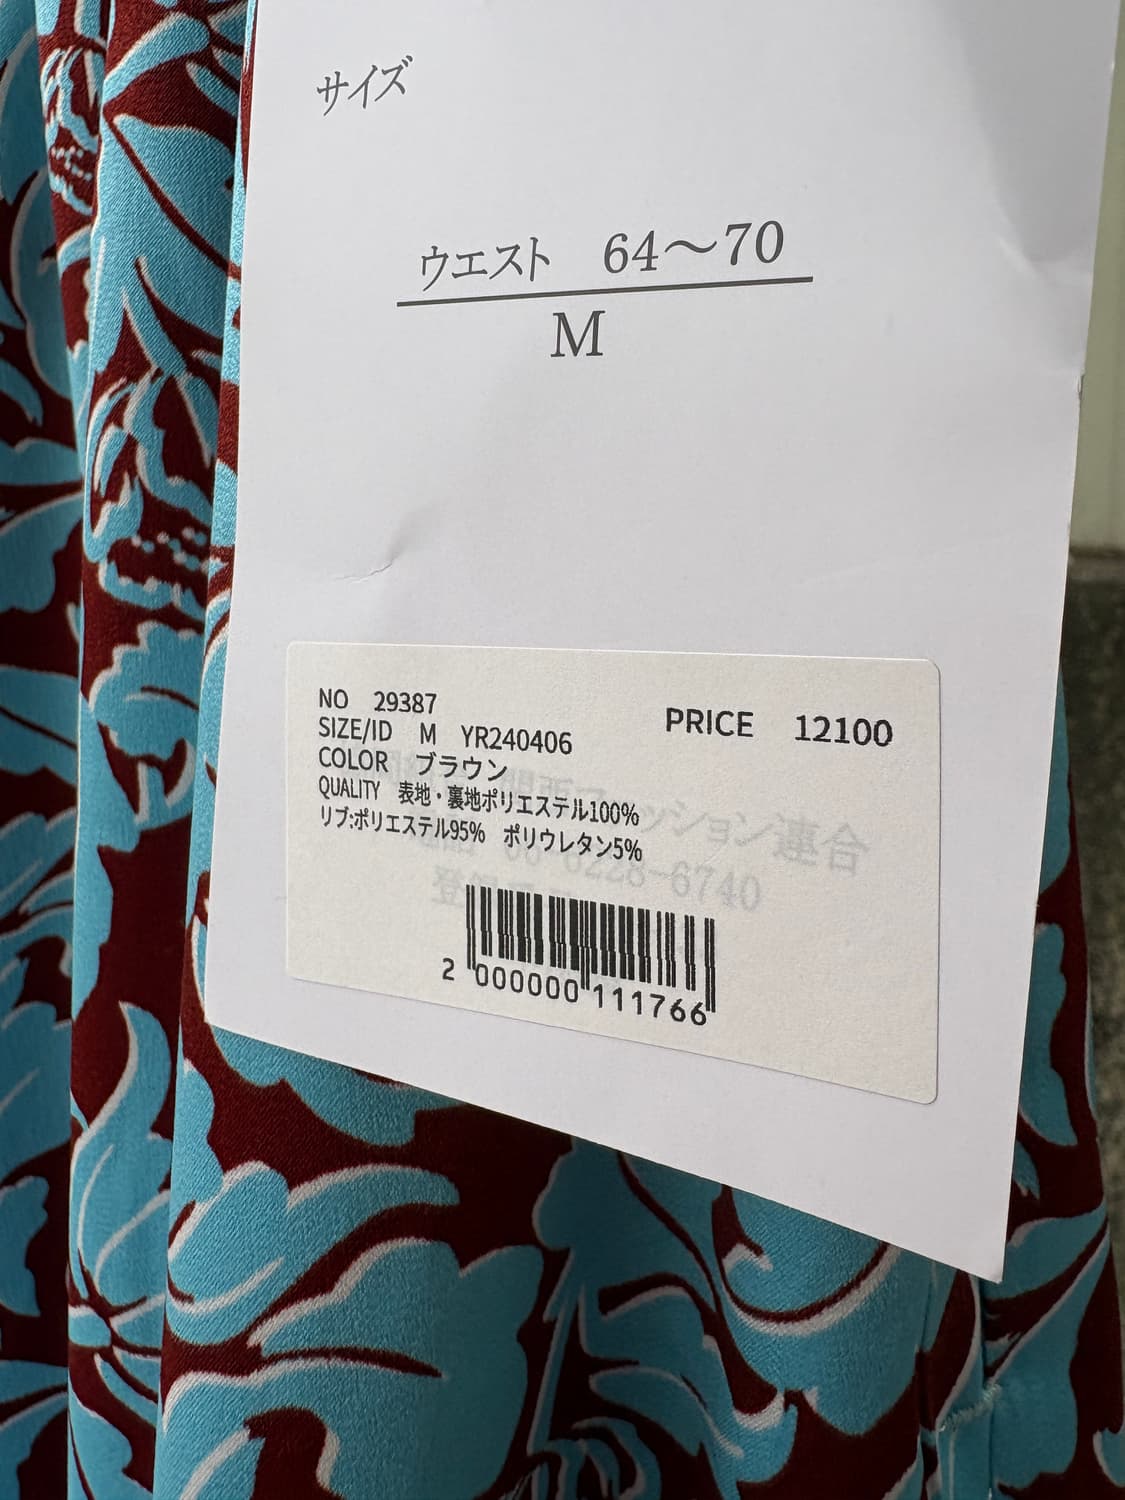 サイズ
ウエスト 64～70
M
NO 29387
PRICE 12100
SIZE/ID M YR240406
COLOR ブラウン
QUALITY 表地・裏地ポリエステル100%
リブ:ポリエステル95% ポリウレタン5%
ション連合
6228-6740
2 000000 111766